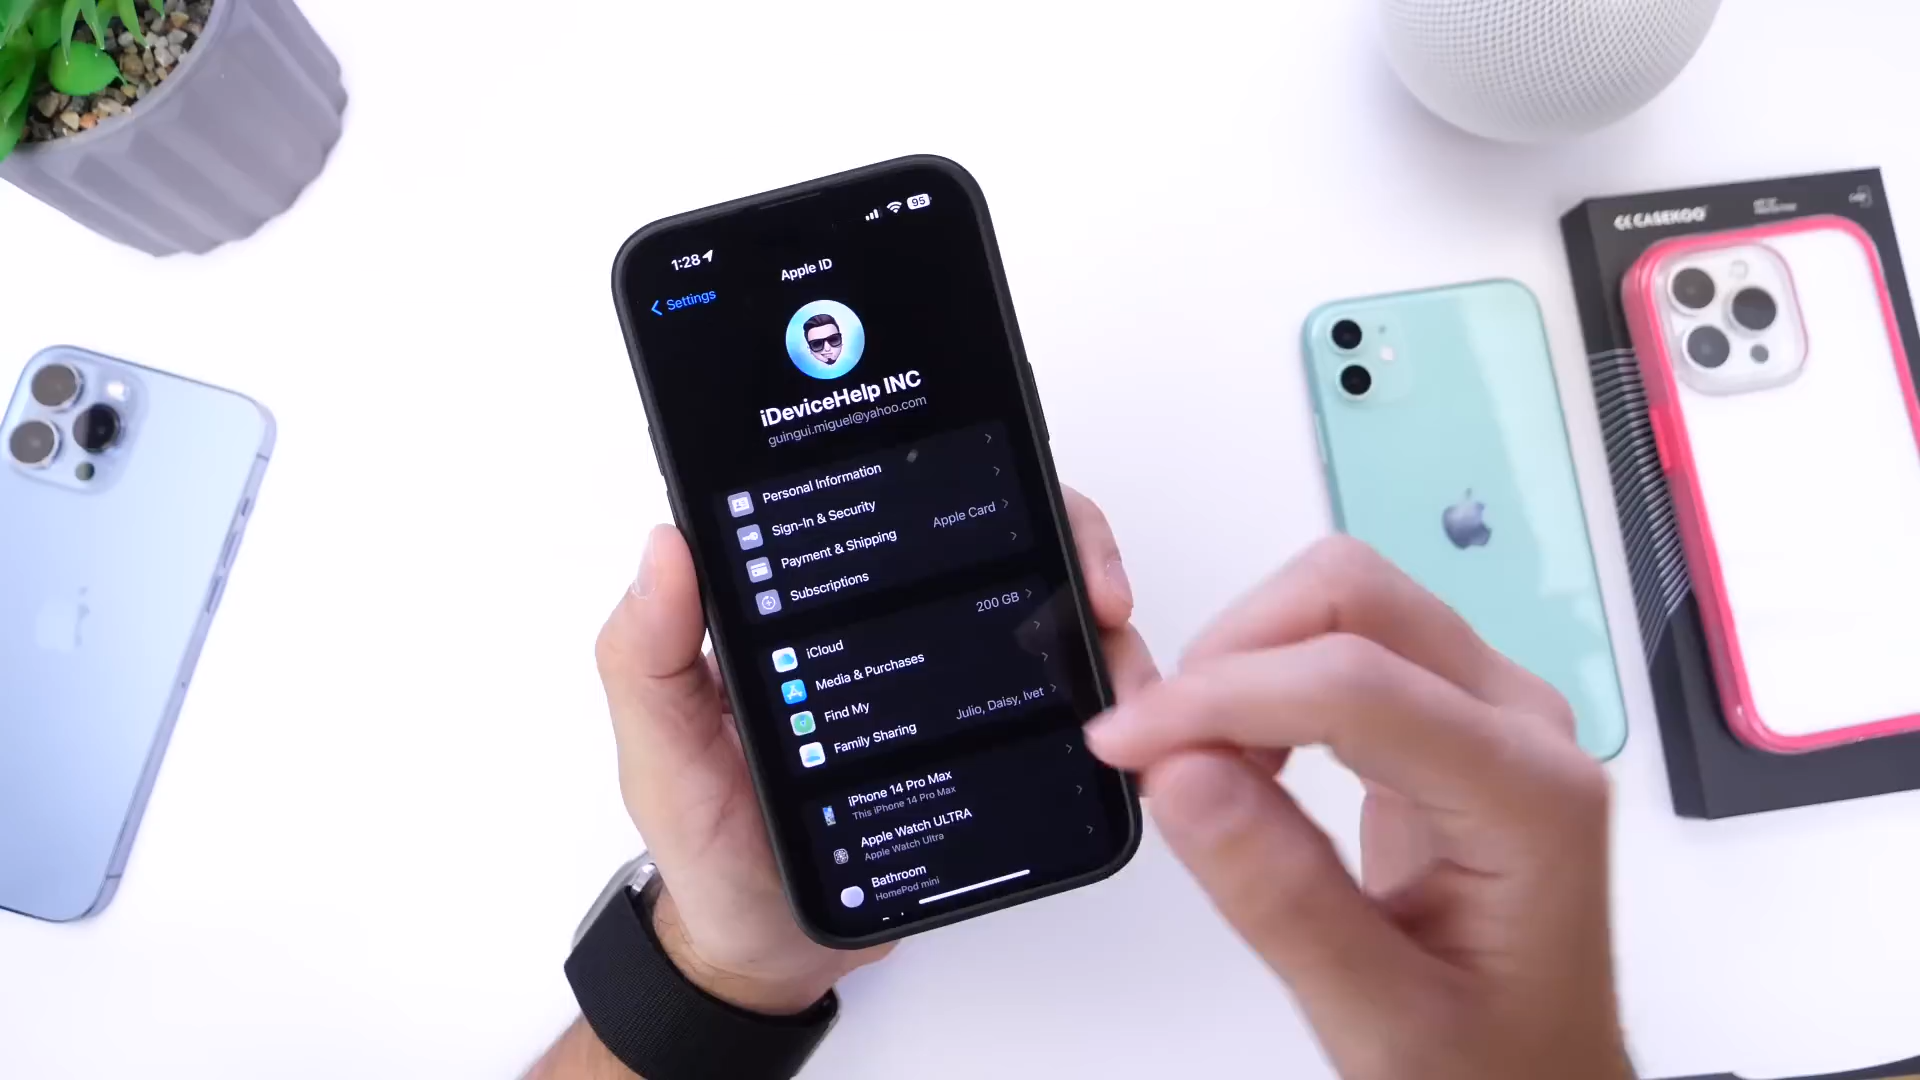 1:28
95
Apple ID
Settings
iDeviceHelp INC
guingui.miguel@yahoo.com
Personal Information
Sign-In & Security
Payment & Shipping Apple Card
Subscriptions
iCloud 200 GB
Media & Purchases
Find My
Family Sharing Julio, Daisy, Ivet
iPhone 14 Pro Max
This iPhone 14 Pro Max
Apple Watch ULTRA
Apple Watch Ultra
Bathroom
HomePod mini
CASEKOO